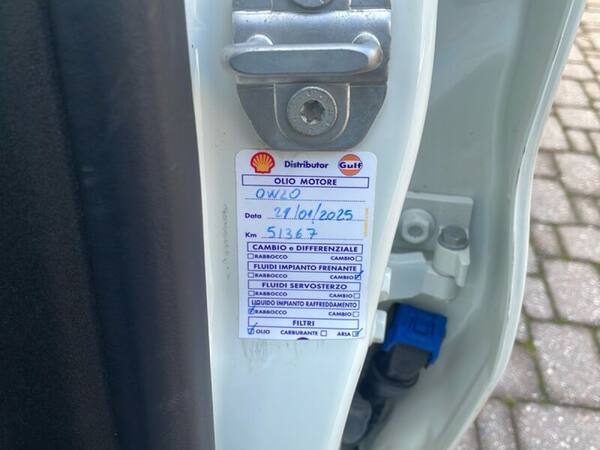 Distributor Gulf
OLIO MOTORE
0W20
Data 21/01/2025
Km 51367
CAMBIO e DIFFERENZIALE
RABBOCCO CAMBIO
FLUIDI IMPIANTO FRENANTE
RABBOCCO CAMBIO
FLUIDI SERVOSTERZO
RABBOCCO CAMBIO
LIQUIDO IMPIANTO RAFFREDDAMENTO
RABBOCCO CAMBIO
FILTRI
OLIO CARBURANTE ARIA